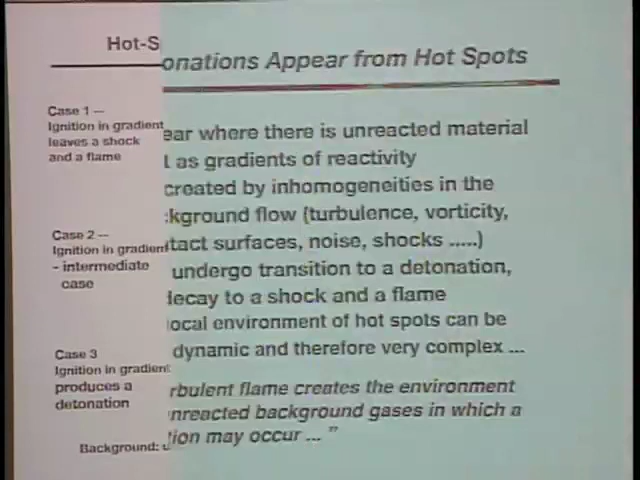 Hot-S
onations Appear from Hot Spots
Case 1 –
Ignition in gradient
leaves a shock
and a flame
Case 2 –
Ignition in gradient
- intermediate
case
Case 3
Ignition in gradient
produces a
detonation
Background:
ear where there is unreacted material
as gradients of reactivity
created by inhomogeneities in the
kground flow (turbulence, vorticity,
tact surfaces, noise, shocks .....)
undergo transition to a detonation,
decay to a shock and a flame
local environment of hot spots can be
dynamic and therefore very complex ...
rbulent flame creates the environment
unreacted background gases in which a
tion may occur ... ”